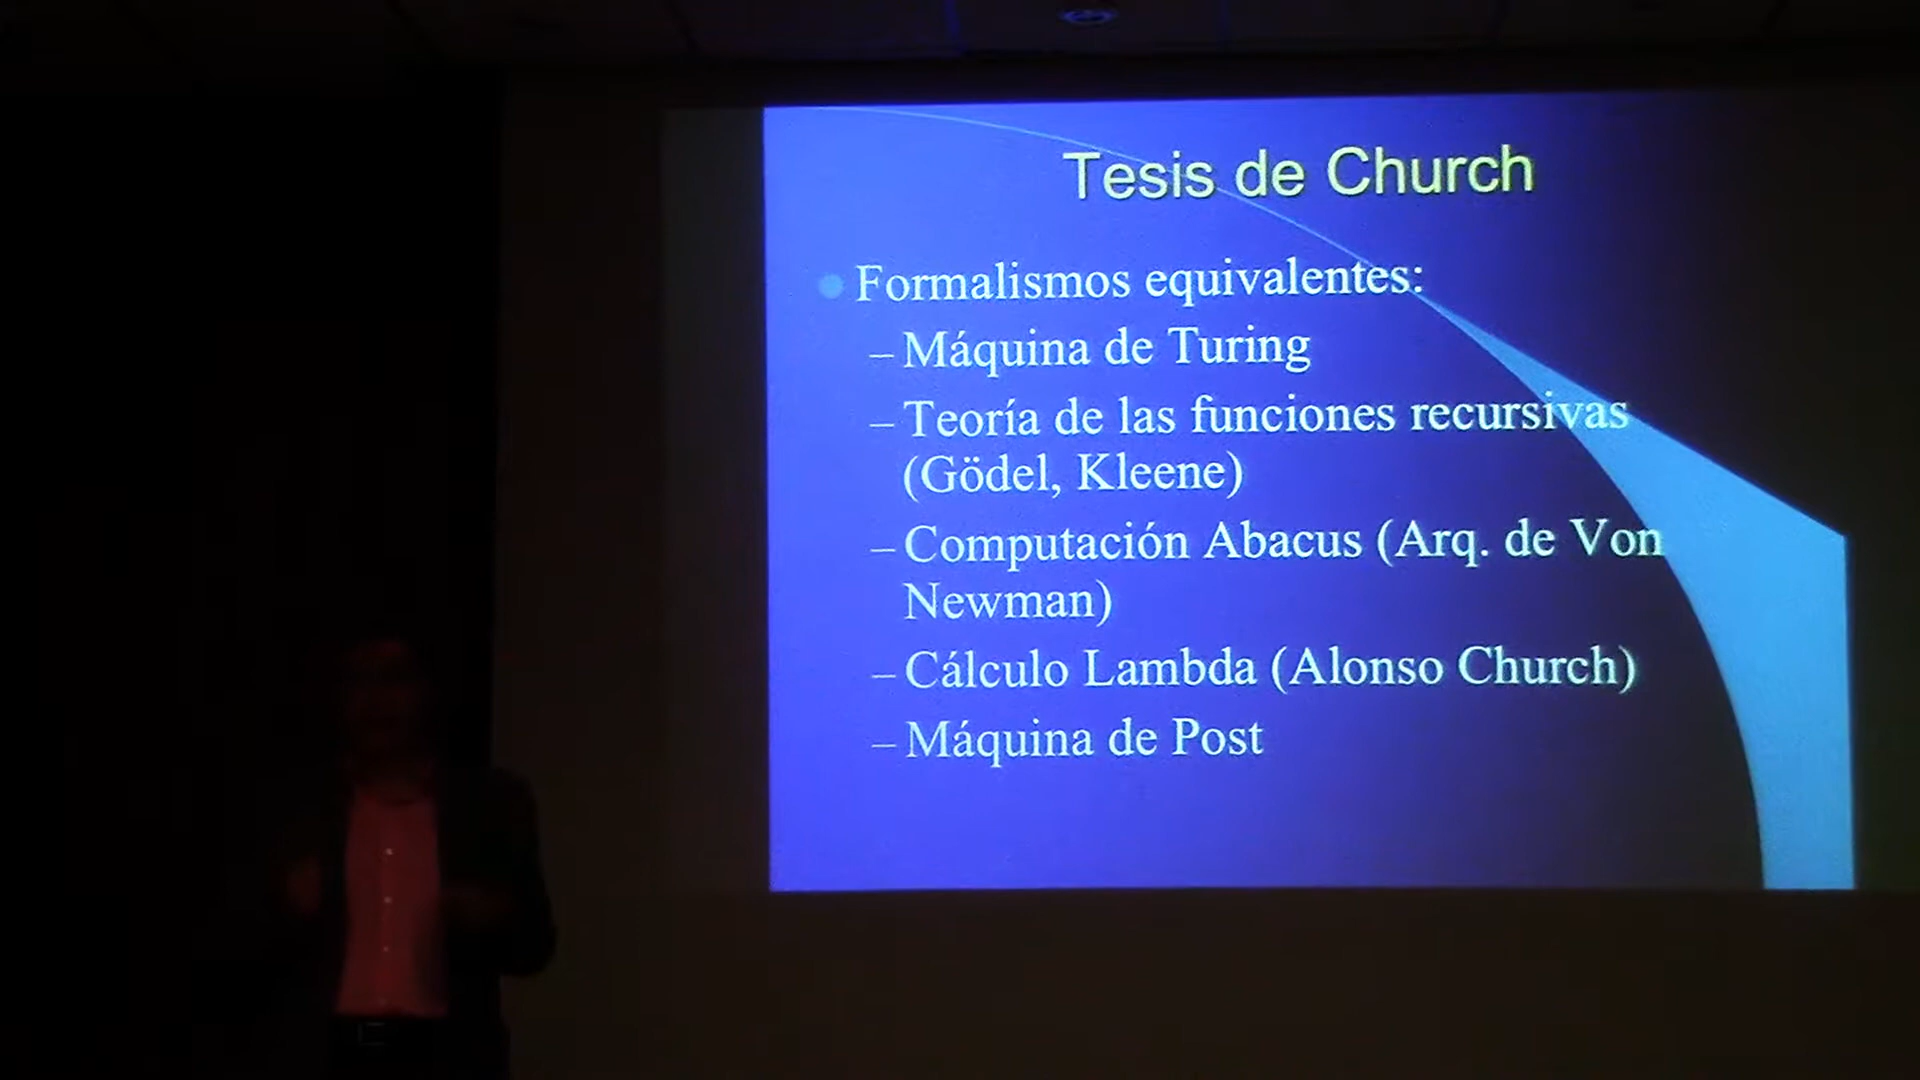 Tesis de Church
Formalismos equivalentes:
– Máquina de Turing
– Teoría de las funciones recursivas
(Gödel, Kleene)
– Computación Abacus (Arq. de Von
Newman)
– Cálculo Lambda (Alonso Church)
– Máquina de Post